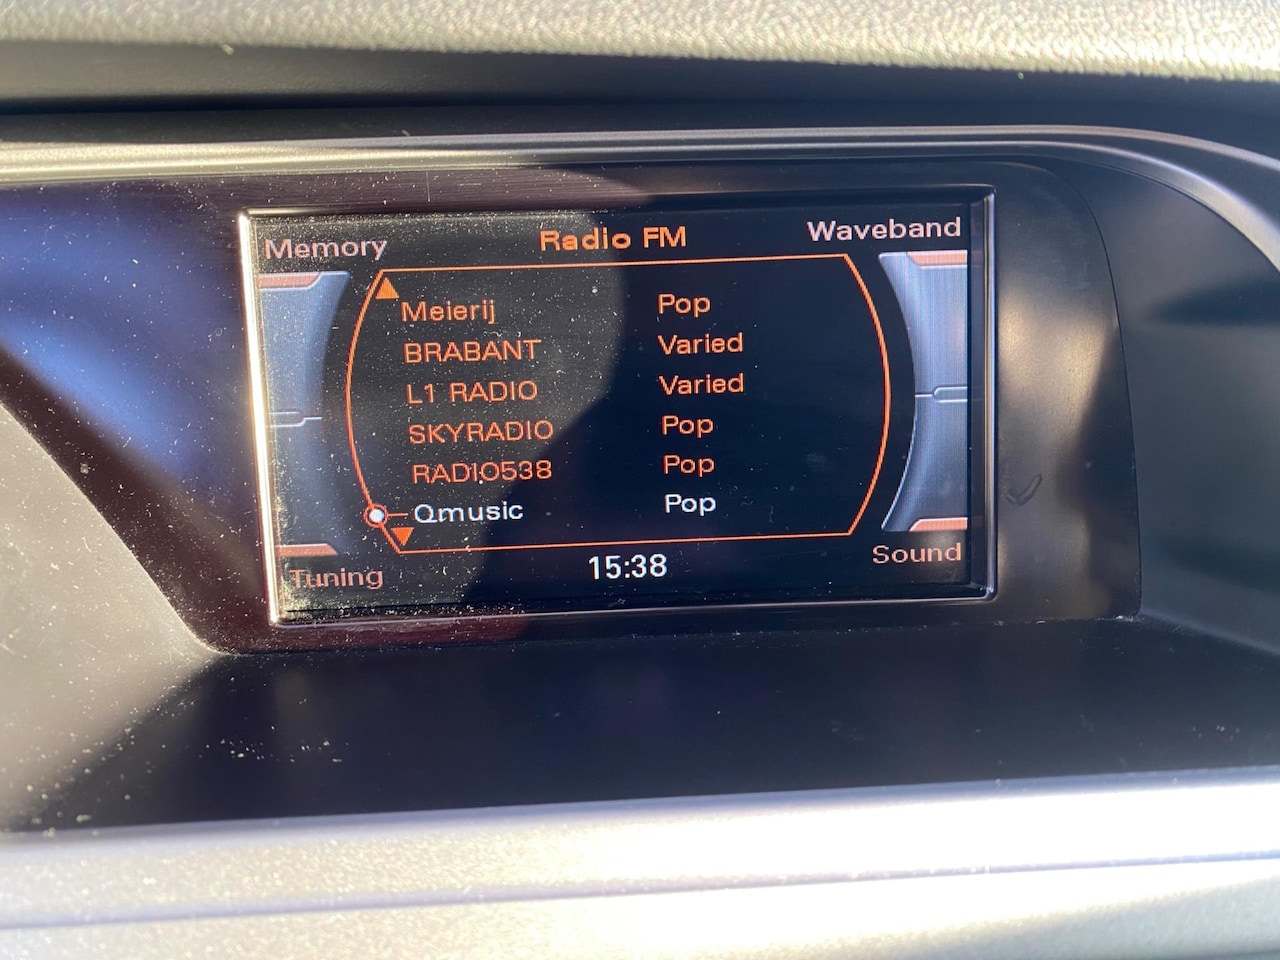 Memory Radio FM Waveband
Meierij Pop
BRABANT Varied
L1 RADIO Varied
SKYRADIO Pop
RADIO538 Pop
Qmusic Pop
Tuning 15:38 Sound